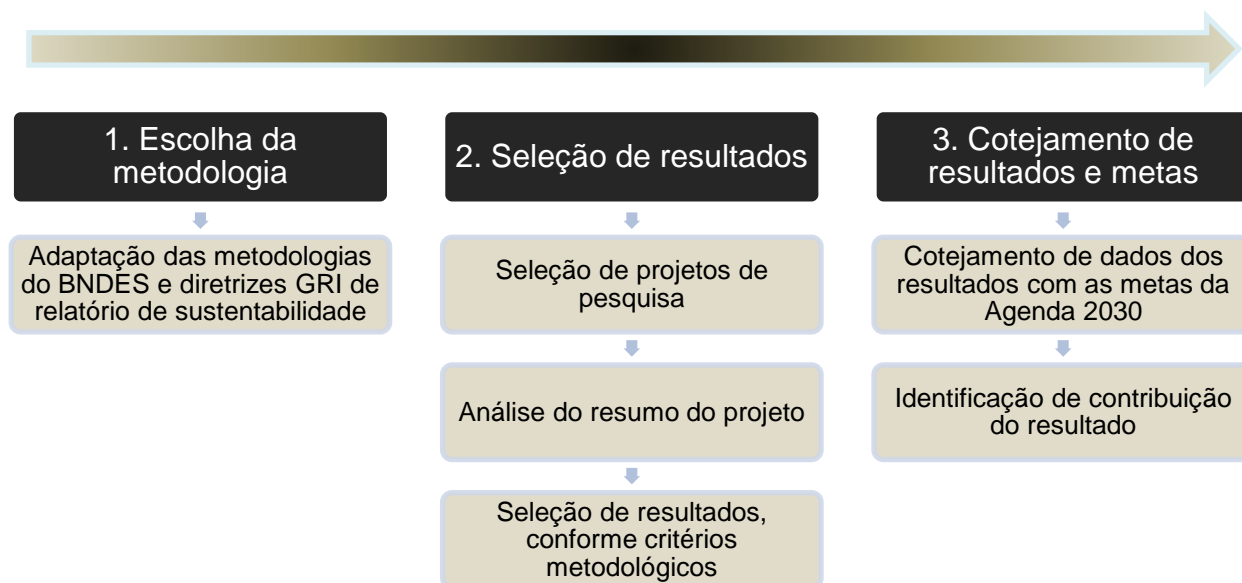 1. Escolha da
metodologia
Adaptação das metodologias
do BNDES e diretrizes GRI de
relatório de sustentabilidade
2. Seleção de resultados
Seleção de projetos de
pesquisa
Análise do resumo do projeto
Seleção de resultados,
conforme critérios
metodológicos
3. Cotejamento de
resultados e metas
Cotejamento de dados dos
resultados com as metas da
Agenda 2030
Identificação de contribuição
do resultado